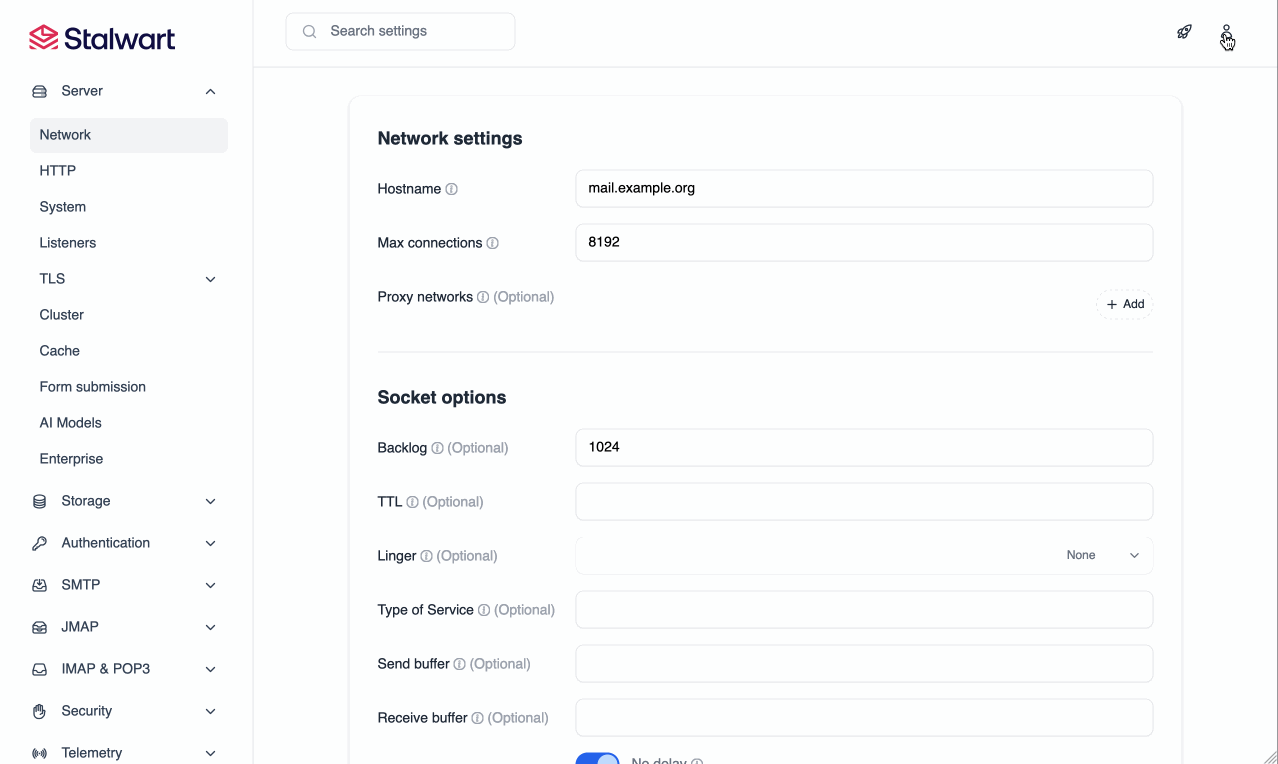 Stalwart
Search settings
Server
Network
HTTP
System
Listeners
TLS
Cluster
Cache
Form submission
AI Models
Enterprise
Storage
Authentication
SMTP
JMAP
IMAP & POP3
Security
Telemetry
Network settings
Hostname
mail.example.org
Max connections
8192
Proxy networks (Optional)
+ Add
Socket options
Backlog (Optional)
1024
TTL (Optional)
Linger (Optional)
None
Type of Service (Optional)
Send buffer (Optional)
Receive buffer (Optional)
No delay